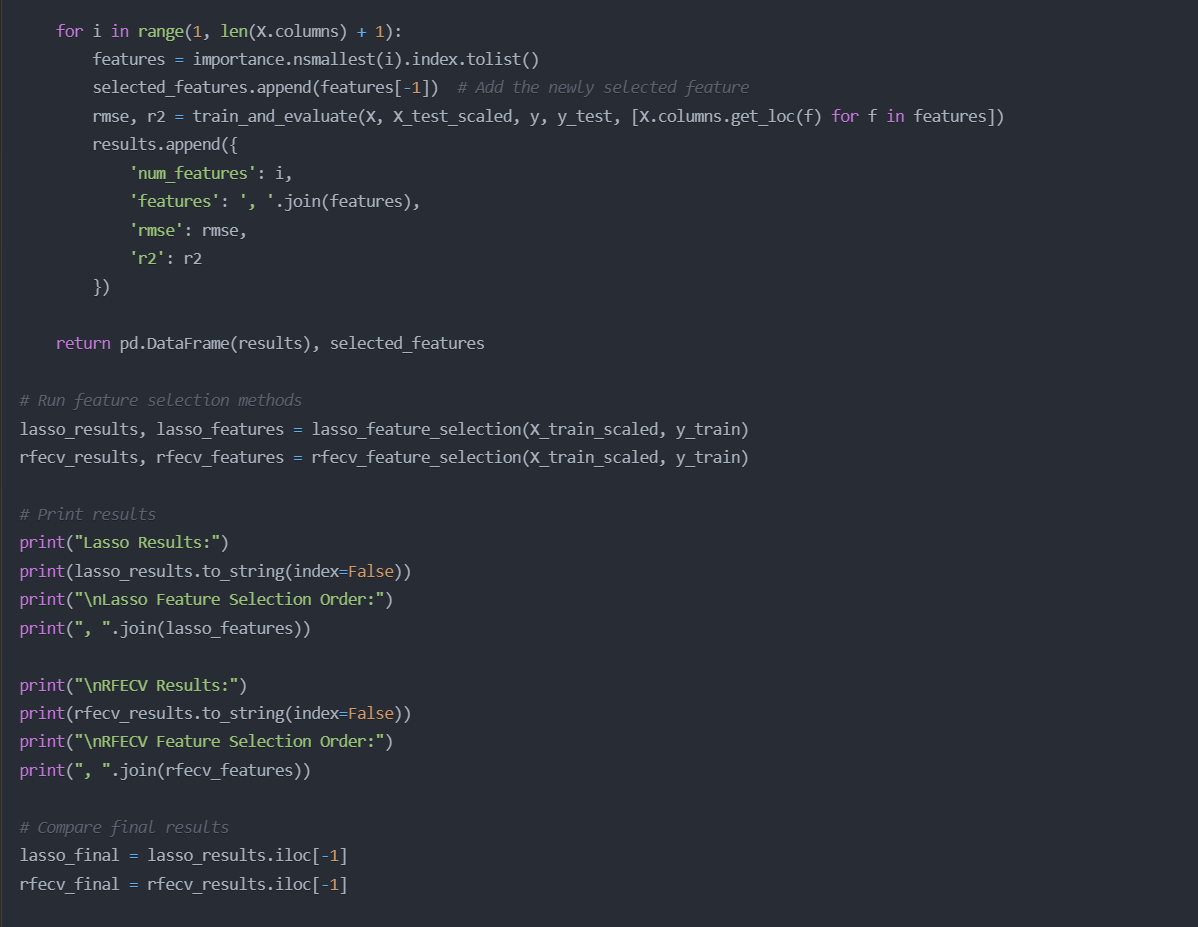 for i in range(1, len(X.columns) + 1):
        features = importance.nsmallest(i).index.tolist()
        selected_features.append(features[-1])  # Add the newly selected feature
        rmse, r2 = train_and_evaluate(X, X_test_scaled, y, y_test, [X.columns.get_loc(f) for f in features])
        results.append({
            'num_features': i,
            'features': ', '.join(features),
            'rmse': rmse,
            'r2': r2
        })

    return pd.DataFrame(results), selected_features

# Run feature selection methods
lasso_results, lasso_features = lasso_feature_selection(X_train_scaled, y_train)
rfecv_results, rfecv_features = rfecv_feature_selection(X_train_scaled, y_train)

# Print results
print("Lasso Results:")
print(lasso_results.to_string(index=False))
print("\nLasso Feature Selection Order:")
print(", ".join(lasso_features))

print("\nRFECV Results:")
print(rfecv_results.to_string(index=False))
print("\nRFECV Feature Selection Order:")
print(", ".join(rfecv_features))

# Compare final results
lasso_final = lasso_results.iloc[-1]
rfecv_final = rfecv_results.iloc[-1]